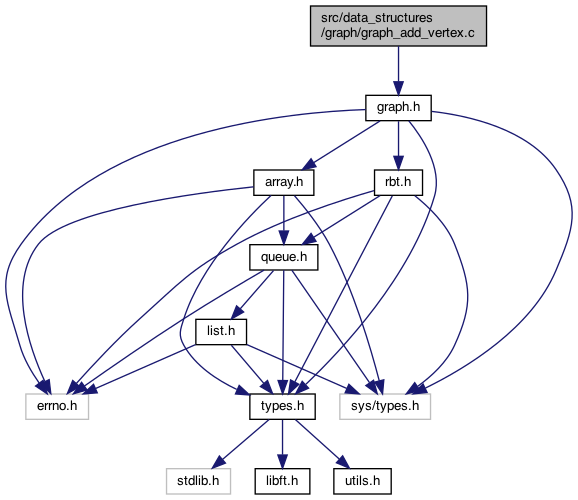 src/data_structures
/graph/graph_add_vertex.c
graph.h
array.h
rbt.h
queue.h
list.h
errno.h
types.h
sys/types.h
stdlib.h
libft.h
utils.h